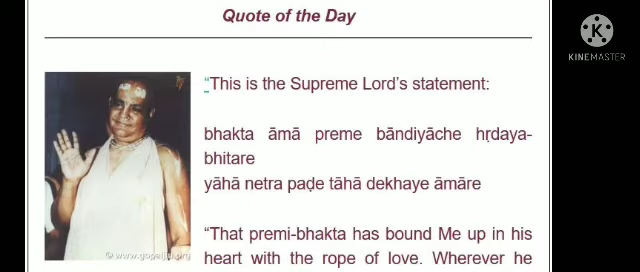 Quote of the Day
KINEMASTER
“This is the Supreme Lord’s statement:
bhakta āmā preme bāndiyāche hṛdaya-
bhitare
yāhā netra paḍe tāhā dekhaye āmāre
“That premi-bhakta has bound Me up in his
heart with the rope of love. Wherever he
© www.gopaljiu.org